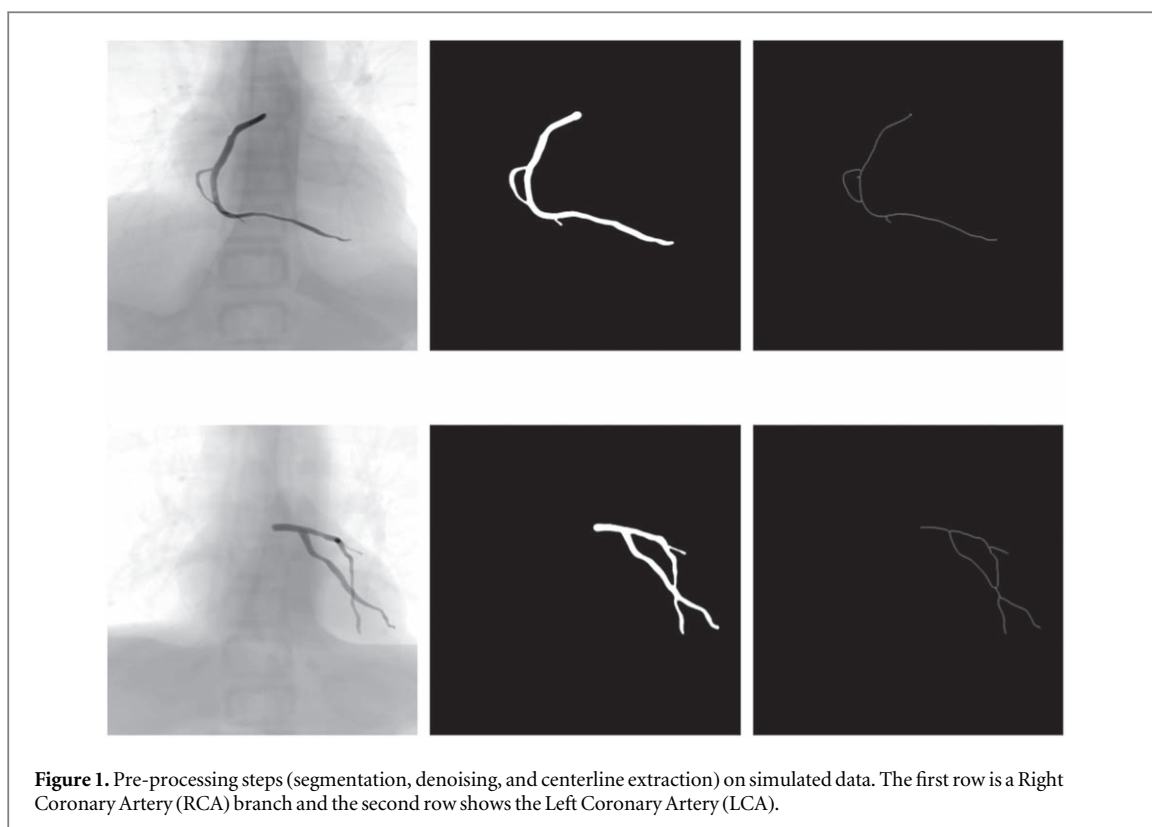 Figure 1. Pre-processing steps (segmentation, denoising, and centerline extraction) on simulated data. The first row is a Right
Coronary Artery (RCA) branch and the second row shows the Left Coronary Artery (LCA).